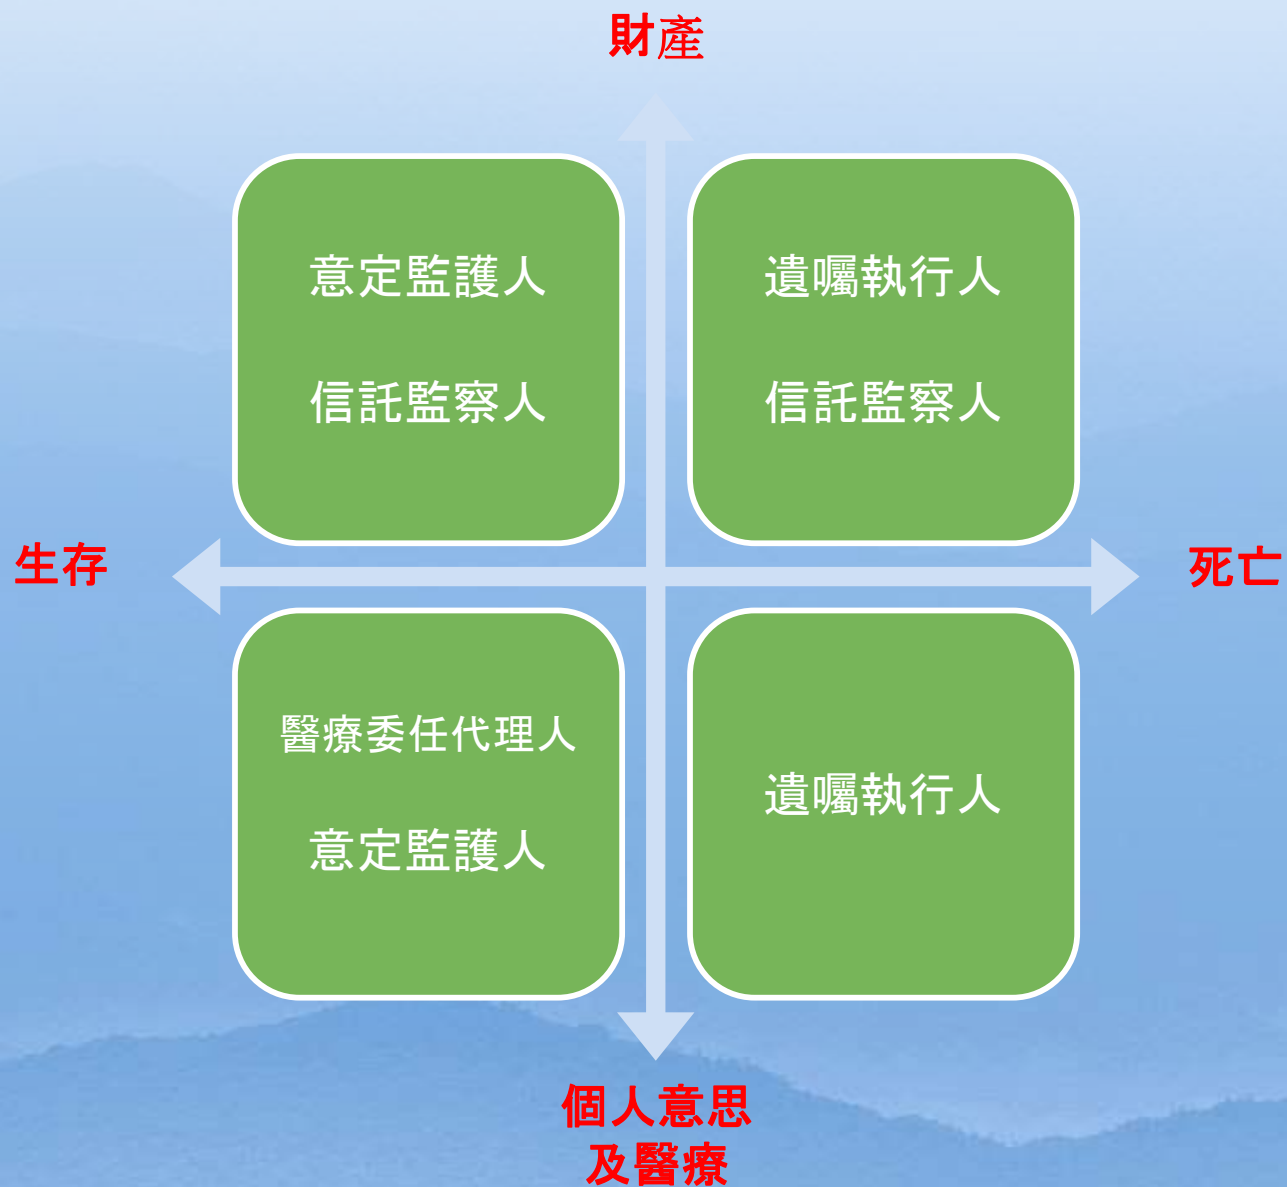 財產
意定監護人
信託監察人
遺囑執行人
信託監察人
生存
死亡
醫療委任代理人
意定監護人
遺囑執行人
個人意思
及醫療